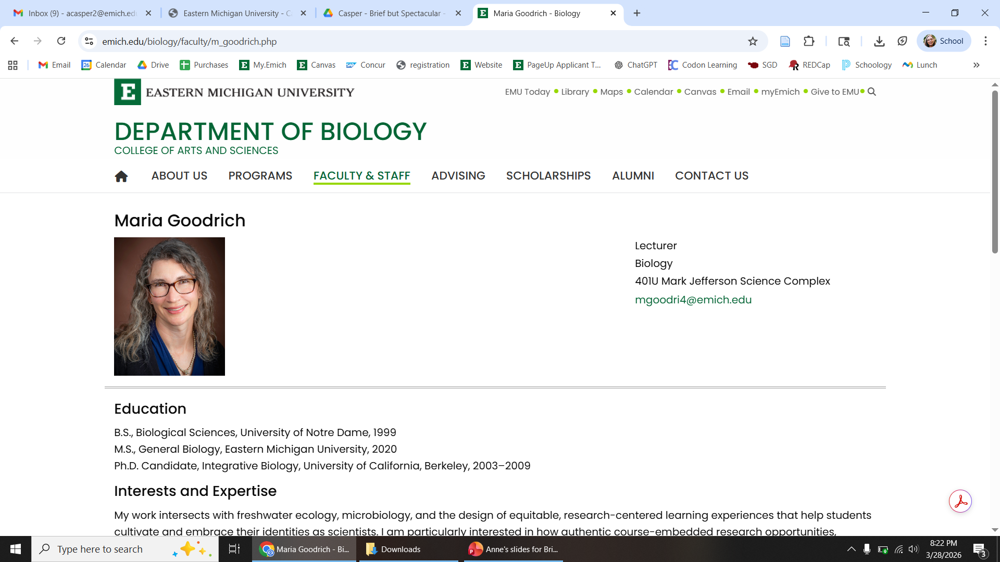 Inbox (9) - acasper2@emich.ed
Eastern Michigan University - C
Casper - Brief but Spectacular -
Maria Goodrich - Biology
emich.edu/biology/faculty/m_goodrich.php
School
Email
26 Calendar
Drive
Purchases
E My.Emich
E Canvas
SAP Concur
registration
E Website
E PageUp Applicant T...
ChatGPT
Codon Learning
SGD
R REDCap
Schoology
Lunch
E EASTERN MICHIGAN UNIVERSITY
EMU Today Library Maps Calendar Canvas Email myEmich Give to EMU
DEPARTMENT OF BIOLOGY
COLLEGE OF ARTS AND SCIENCES
ABOUT US PROGRAMS FACULTY & STAFF ADVISING SCHOLARSHIPS ALUMNI CONTACT US
Maria Goodrich
Lecturer
Biology
401U Mark Jefferson Science Complex
mgoodri4@emich.edu
Education
B.S., Biological Sciences, University of Notre Dame, 1999
M.S., General Biology, Eastern Michigan University, 2020
Ph.D. Candidate, Integrative Biology, University of California, Berkeley, 2003–2009
Interests and Expertise
My work intersects with freshwater ecology, microbiology, and the design of equitable, research-centered learning experiences that help students
cultivate and embrace their identities as scientists. I am particularly interested in how authentic course-embedded research opportunities,
Type here to search
Maria Goodrich - Bi...
Downloads
Anne's slides for Bri...
8:22 PM
3/28/2026
3